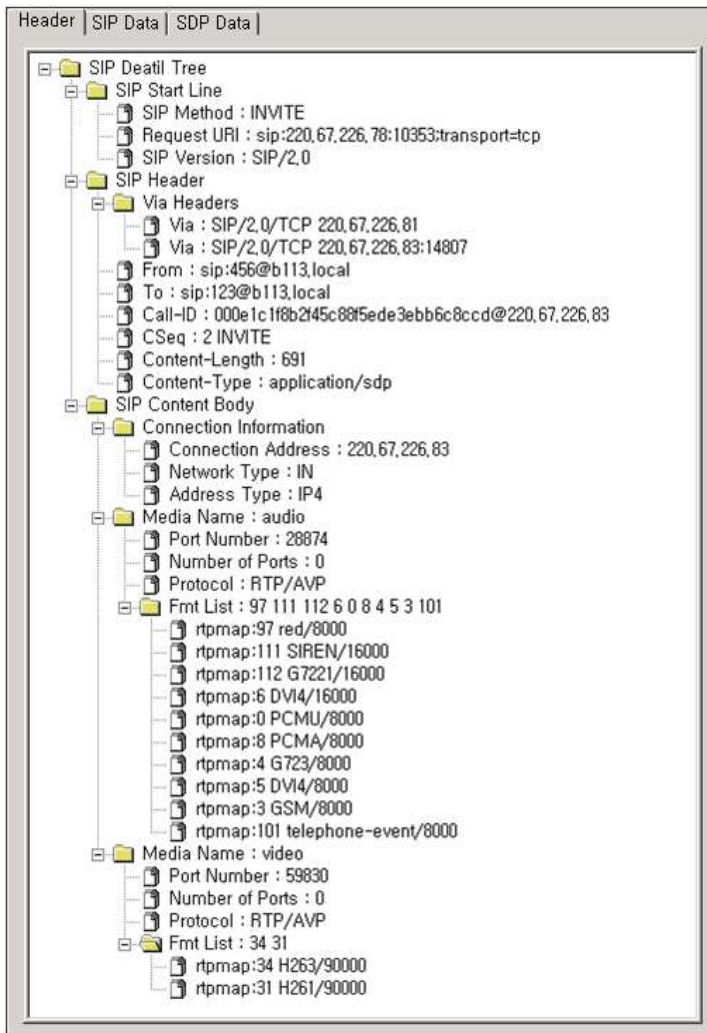 Header SIP Data SDP Data
SIP Deatil Tree
SIP Start Line
SIP Method : INVITE
Request URI : sip:220.67.226.78:10353;transport=tcp
SIP Version : SIP/2.0
SIP Header
Via Headers
Via : SIP/2.0/TCP 220.67.226.81
Via : SIP/2.0/TCP 220.67.226.83:14807
From : sip:456@b113.local
To : sip:123@b113.local
Call-ID : 000e1c1f8b2f45c88f5ede3ebb6c8ccd@220.67.226.83
CSeq : 2 INVITE
Content-Length : 691
Content-Type : application/sdp
SIP Content Body
Connection Information
Connection Address : 220.67.226.83
Network Type : IN
Address Type : IP4
Media Name : audio
Port Number : 28874
Number of Ports : 0
Protocol : RTP/AVP
Fmt List : 97 111 112 6 0 8 4 5 3 101
rtpmap:97 red/8000
rtpmap:111 SIREN/16000
rtpmap:112 G7221/16000
rtpmap:6 DVI4/16000
rtpmap:0 PCMU/8000
rtpmap:8 PCMA/8000
rtpmap:4 G723/8000
rtpmap:5 DVI4/8000
rtpmap:3 GSM/8000
rtpmap:101 telephone-event/8000
Media Name : video
Port Number : 59830
Number of Ports : 0
Protocol : RTP/AVP
Fmt List : 34 31
rtpmap:34 H263/90000
rtpmap:31 H261/90000